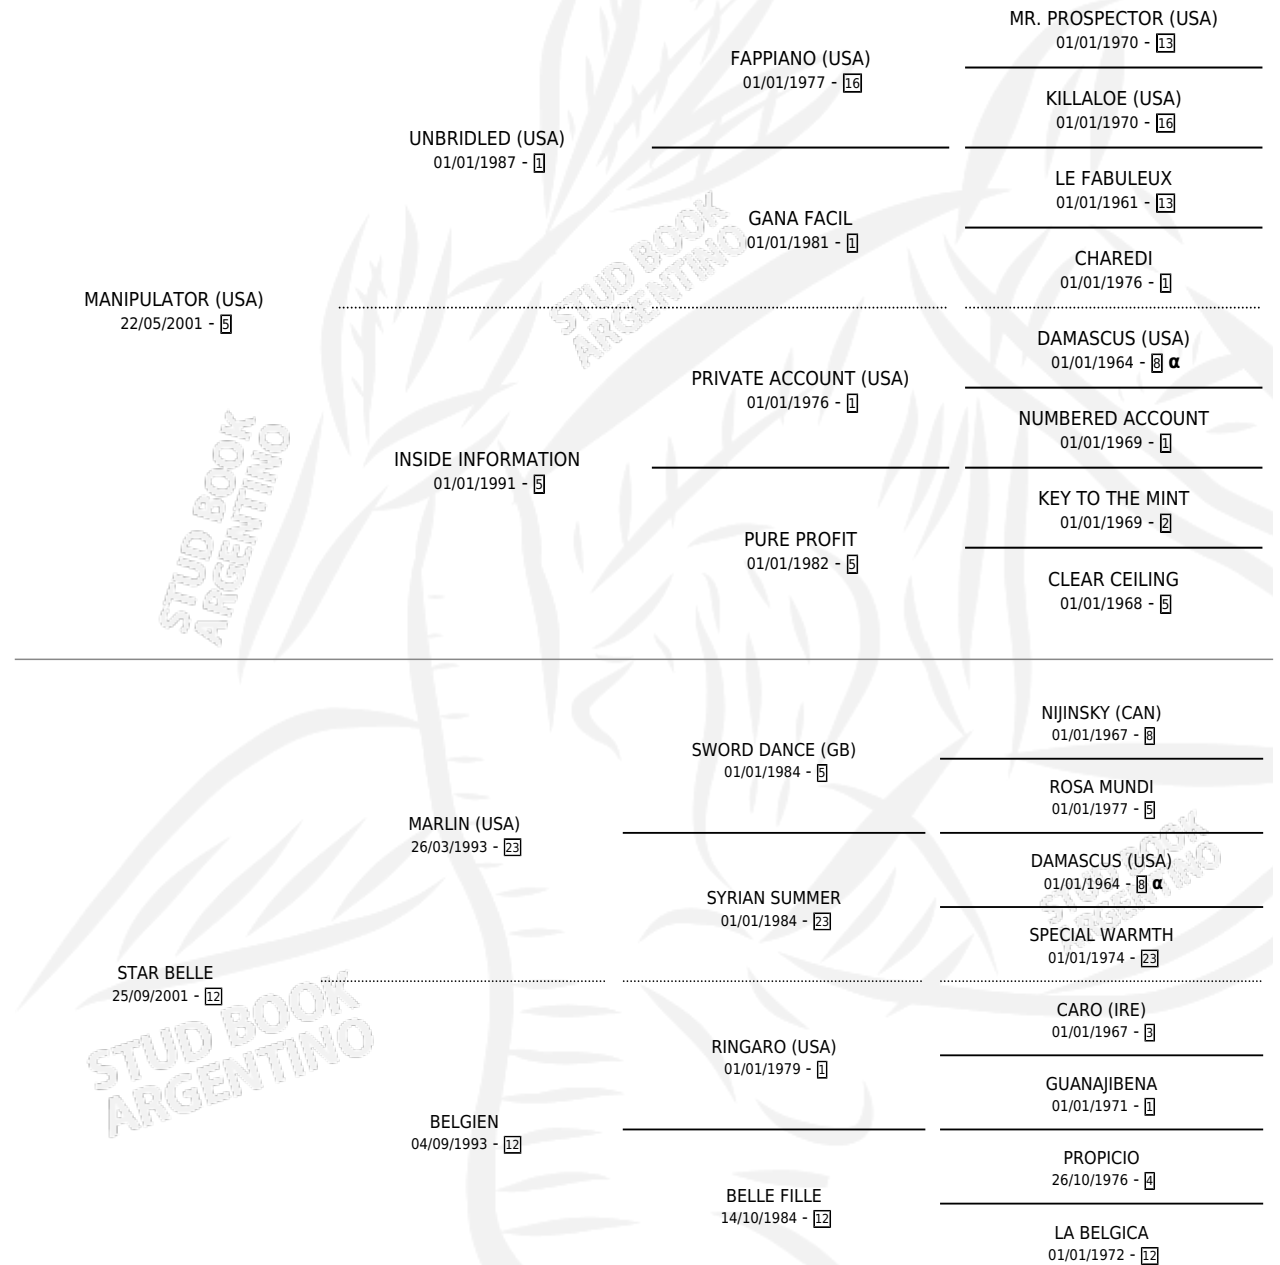 MR. PROSPECTOR (USA)
01/01/1970 - 13
FAPPIANO (USA)
01/01/1977 - 16
KILLALOE (USA)
01/01/1970 - 16
UNBRIDLED (USA)
01/01/1987 - 1
LE FABULEUX
01/01/1961 - 13
GANA FACIL
01/01/1981 - 1
CHAREDI
01/01/1976 - 1
MANIPULATOR (USA)
22/05/2001 - 5
DAMASCUS (USA)
01/01/1964 - 8 α
PRIVATE ACCOUNT (USA)
01/01/1976 - 1
NUMBERED ACCOUNT
01/01/1969 - 1
INSIDE INFORMATION
01/01/1991 - 5
KEY TO THE MINT
01/01/1969 - 2
PURE PROFIT
01/01/1982 - 5
CLEAR CEILING
01/01/1968 - 5
STUD BOOK
ARGENTINO
STUD BOOK
ARGENTINO
NIJINSKY (CAN)
01/01/1967 - 8
SWORD DANCE (GB)
01/01/1984 - 5
ROSA MUNDI
01/01/1977 - 5
MARLIN (USA)
26/03/1993 - 23
DAMASCUS (USA)
01/01/1964 - 8 α
SYRIAN SUMMER
01/01/1984 - 23
SPECIAL WARMTH
01/01/1974 - 23
STAR BELLE
25/09/2001 - 12
CARO (IRE)
01/01/1967 - 3
RINGARO (USA)
01/01/1979 - 1
GUANAJIBENA
01/01/1971 - 1
BELGIEN
04/09/1993 - 12
PROPICIO
26/10/1976 - 4
BELLE FILLE
14/10/1984 - 12
LA BELGICA
01/01/1972 - 12
STUD BOOK
ARGENTINO
STUD BOOK
ARGENTINO